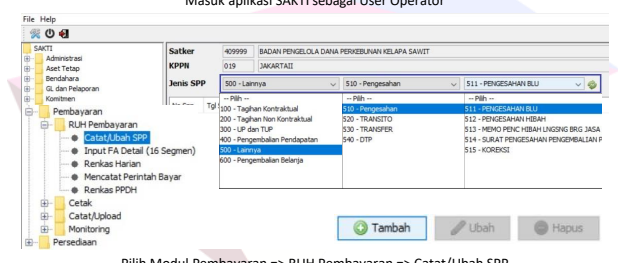 Masuk aplikasi SAKTI sebagai User Operator
File Help
SAKTI
Administrasi
Aset Tetap
Bendahara
GL dan Pelaporan
Komitmen
Pembayaran
RUH Pembayaran
Catat/Ubah SPP
Input FA Detail (16 Segmen)
Renkas Harian
Mencatat Perintah Bayar
Renkas PPDH
Cetak
Catat/Upload
Monitoring
Persediaan
Satker 409999 BADAN PENGELOLA DANA PERKEBUNAN KELAPA SAWIT
KPPN 019 JAKARTAII
Jenis SPP 500 - Lainnya 510 - Pengesahan 511 - PENGESAHAN BLU
-- Pilih --
100 - Tagihan Kontraktual
200 - Tagihan Non Kontraktual
300 - UP dan TUP
400 - Pengembalian Pendapatan
500 - Lainnya
600 - Pengembalian Belanja
-- Pilih --
510 - Pengesahan
520 - TRANSITO
530 - TRANSFER
540 - DTP
-- Pilih --
511 - PENGESAHAN BLU
512 - PENGESAHAN HIBAH
513 - MEMO PENC HIBAH LNGSNG BRG JASA
514 - SURAT PENGESAHAN PENGEMBALIAN P
515 - KOREKSI
Tambah Ubah Hapus
Pilih Modul Pembayaran => RUH Pembayaran => Catat/Ubah SPP